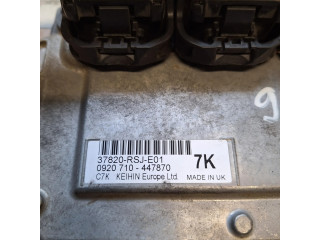 37820-RSJ-E01
7K
0920 710 - 447870
C7K KEIHIN Europe Ltd. MADE IN UK
9